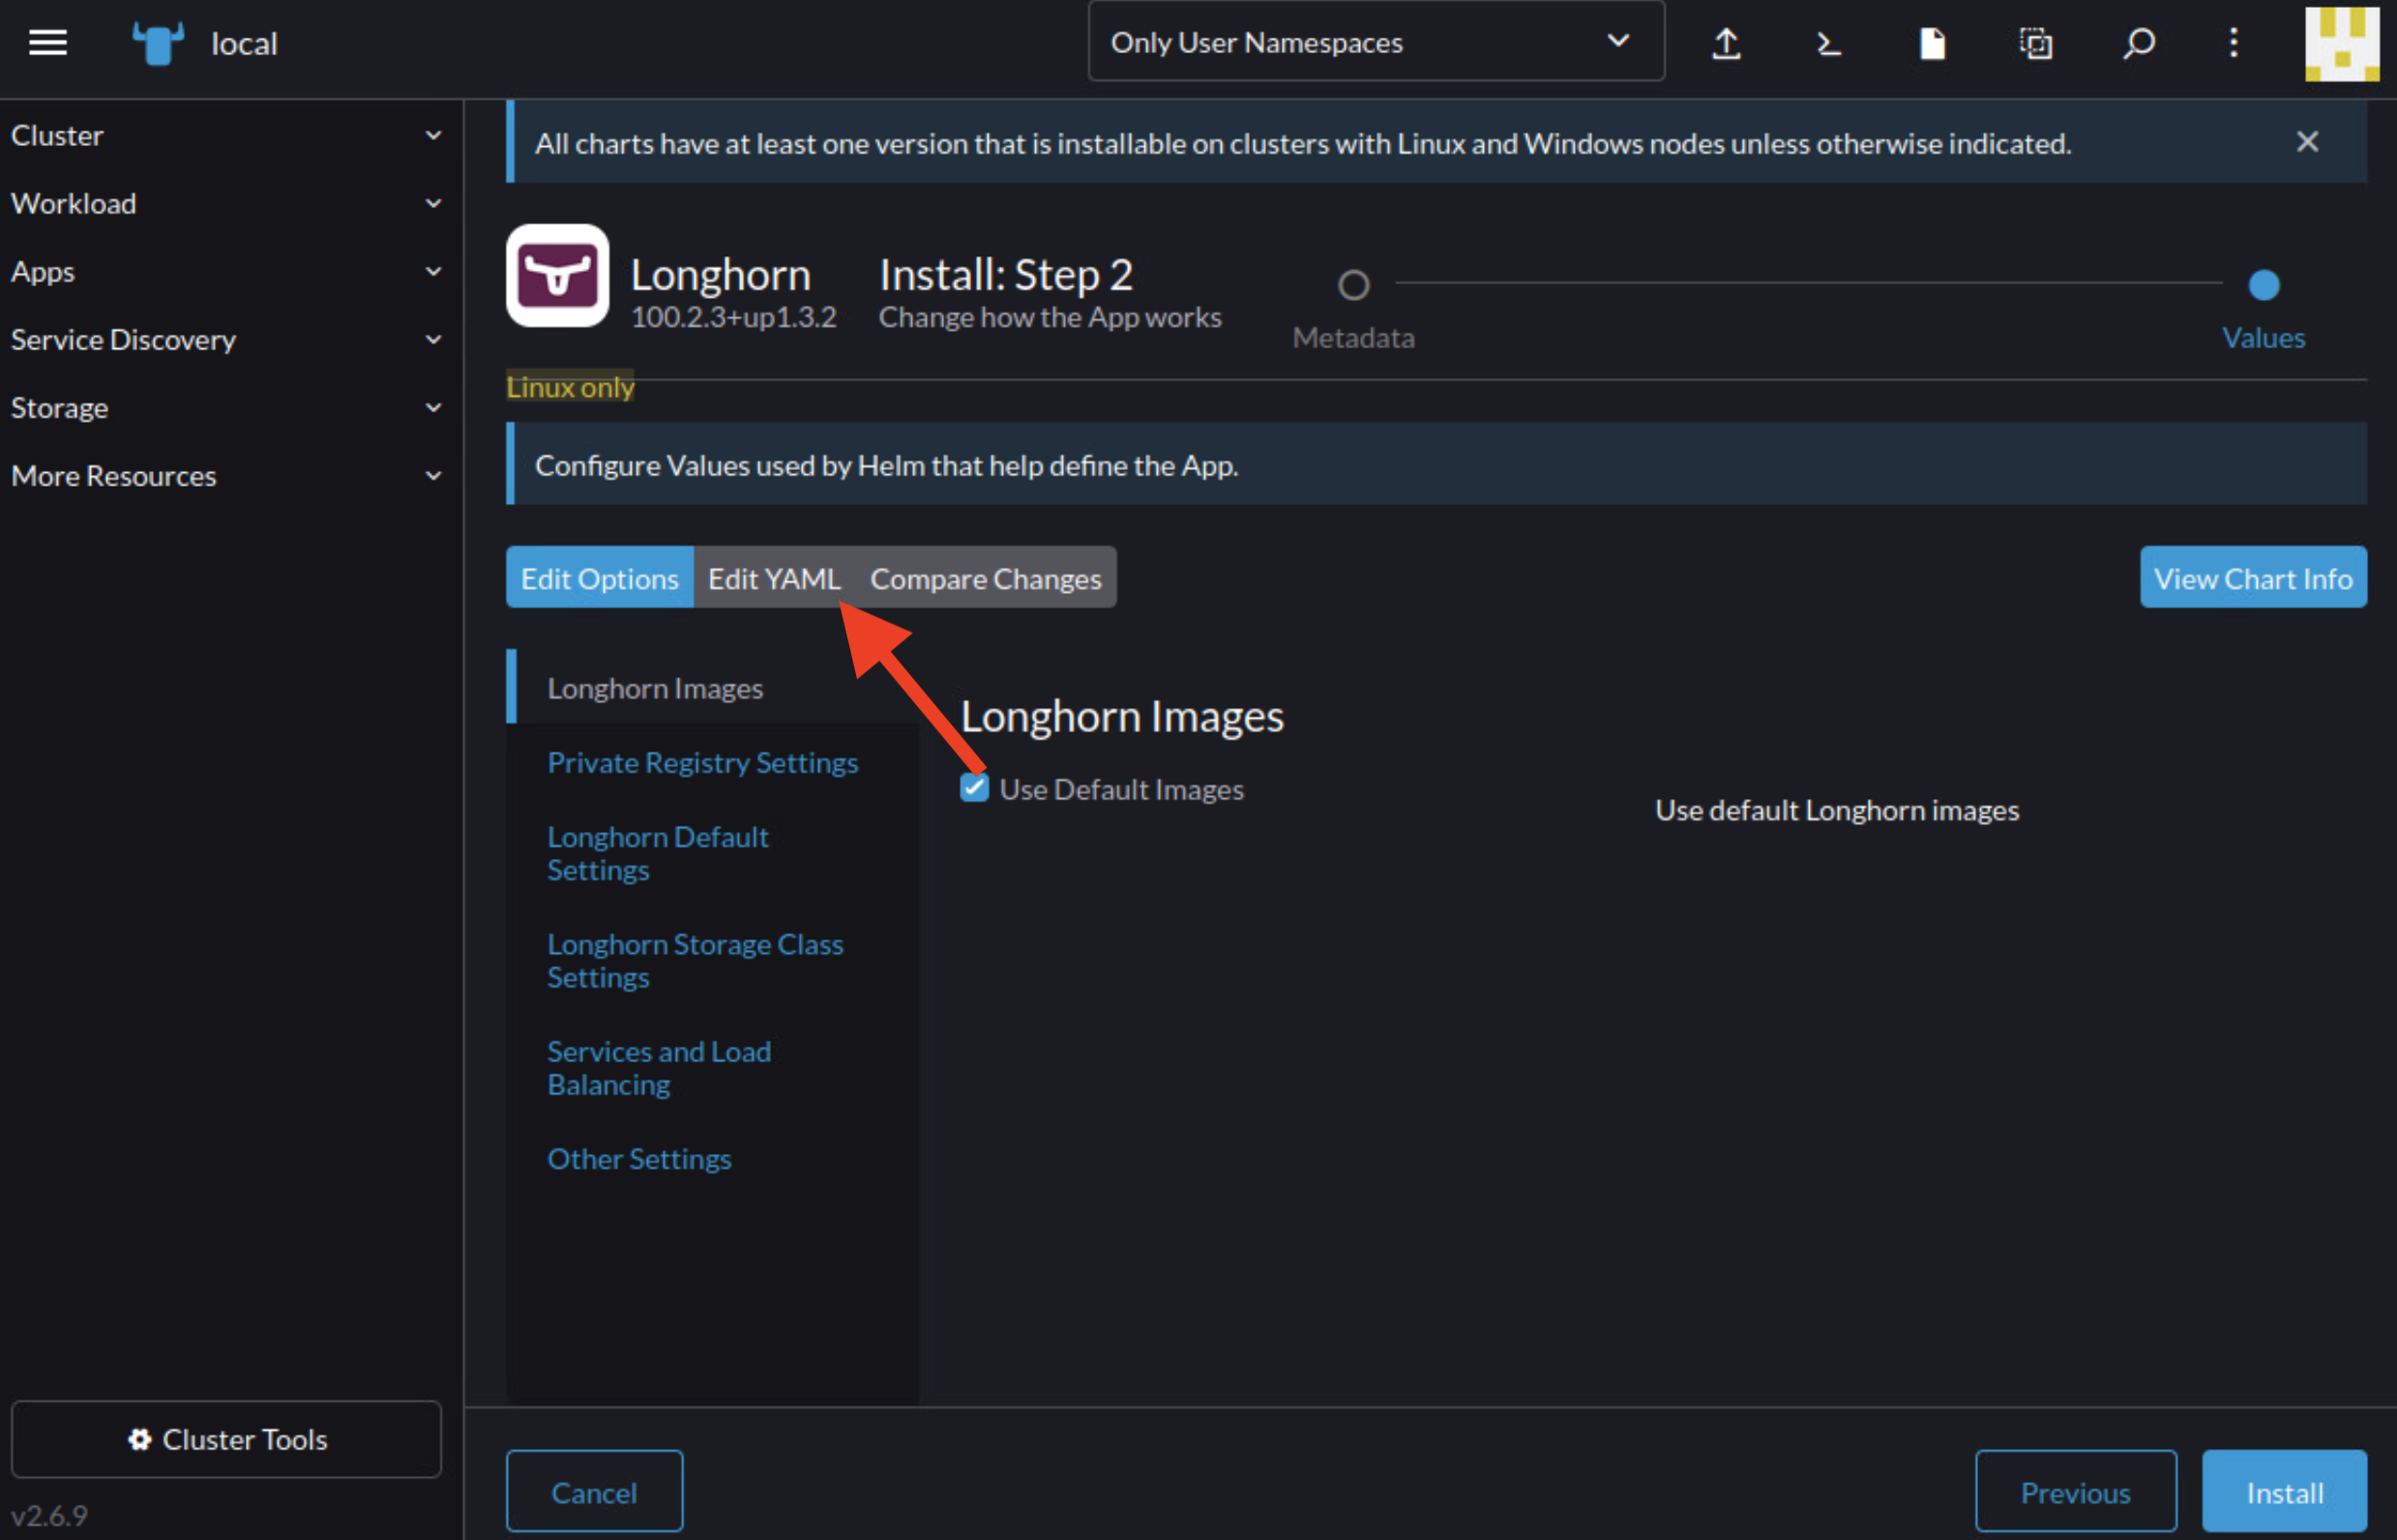 local
Only User Namespaces
Cluster
Workload
Apps
Service Discovery
Storage
More Resources
Cluster Tools
v2.6.9
All charts have at least one version that is installable on clusters with Linux and Windows nodes unless otherwise indicated.
Longhorn
100.2.3+up1.3.2
Install: Step 2
Change how the App works
Metadata
Values
Linux only
Configure Values used by Helm that help define the App.
Edit Options
Edit YAML
Compare Changes
View Chart Info
Longhorn Images
Private Registry Settings
Longhorn Default
Settings
Longhorn Storage Class
Settings
Services and Load
Balancing
Other Settings
Longhorn Images
Use Default Images
Use default Longhorn images
Cancel
Previous
Install